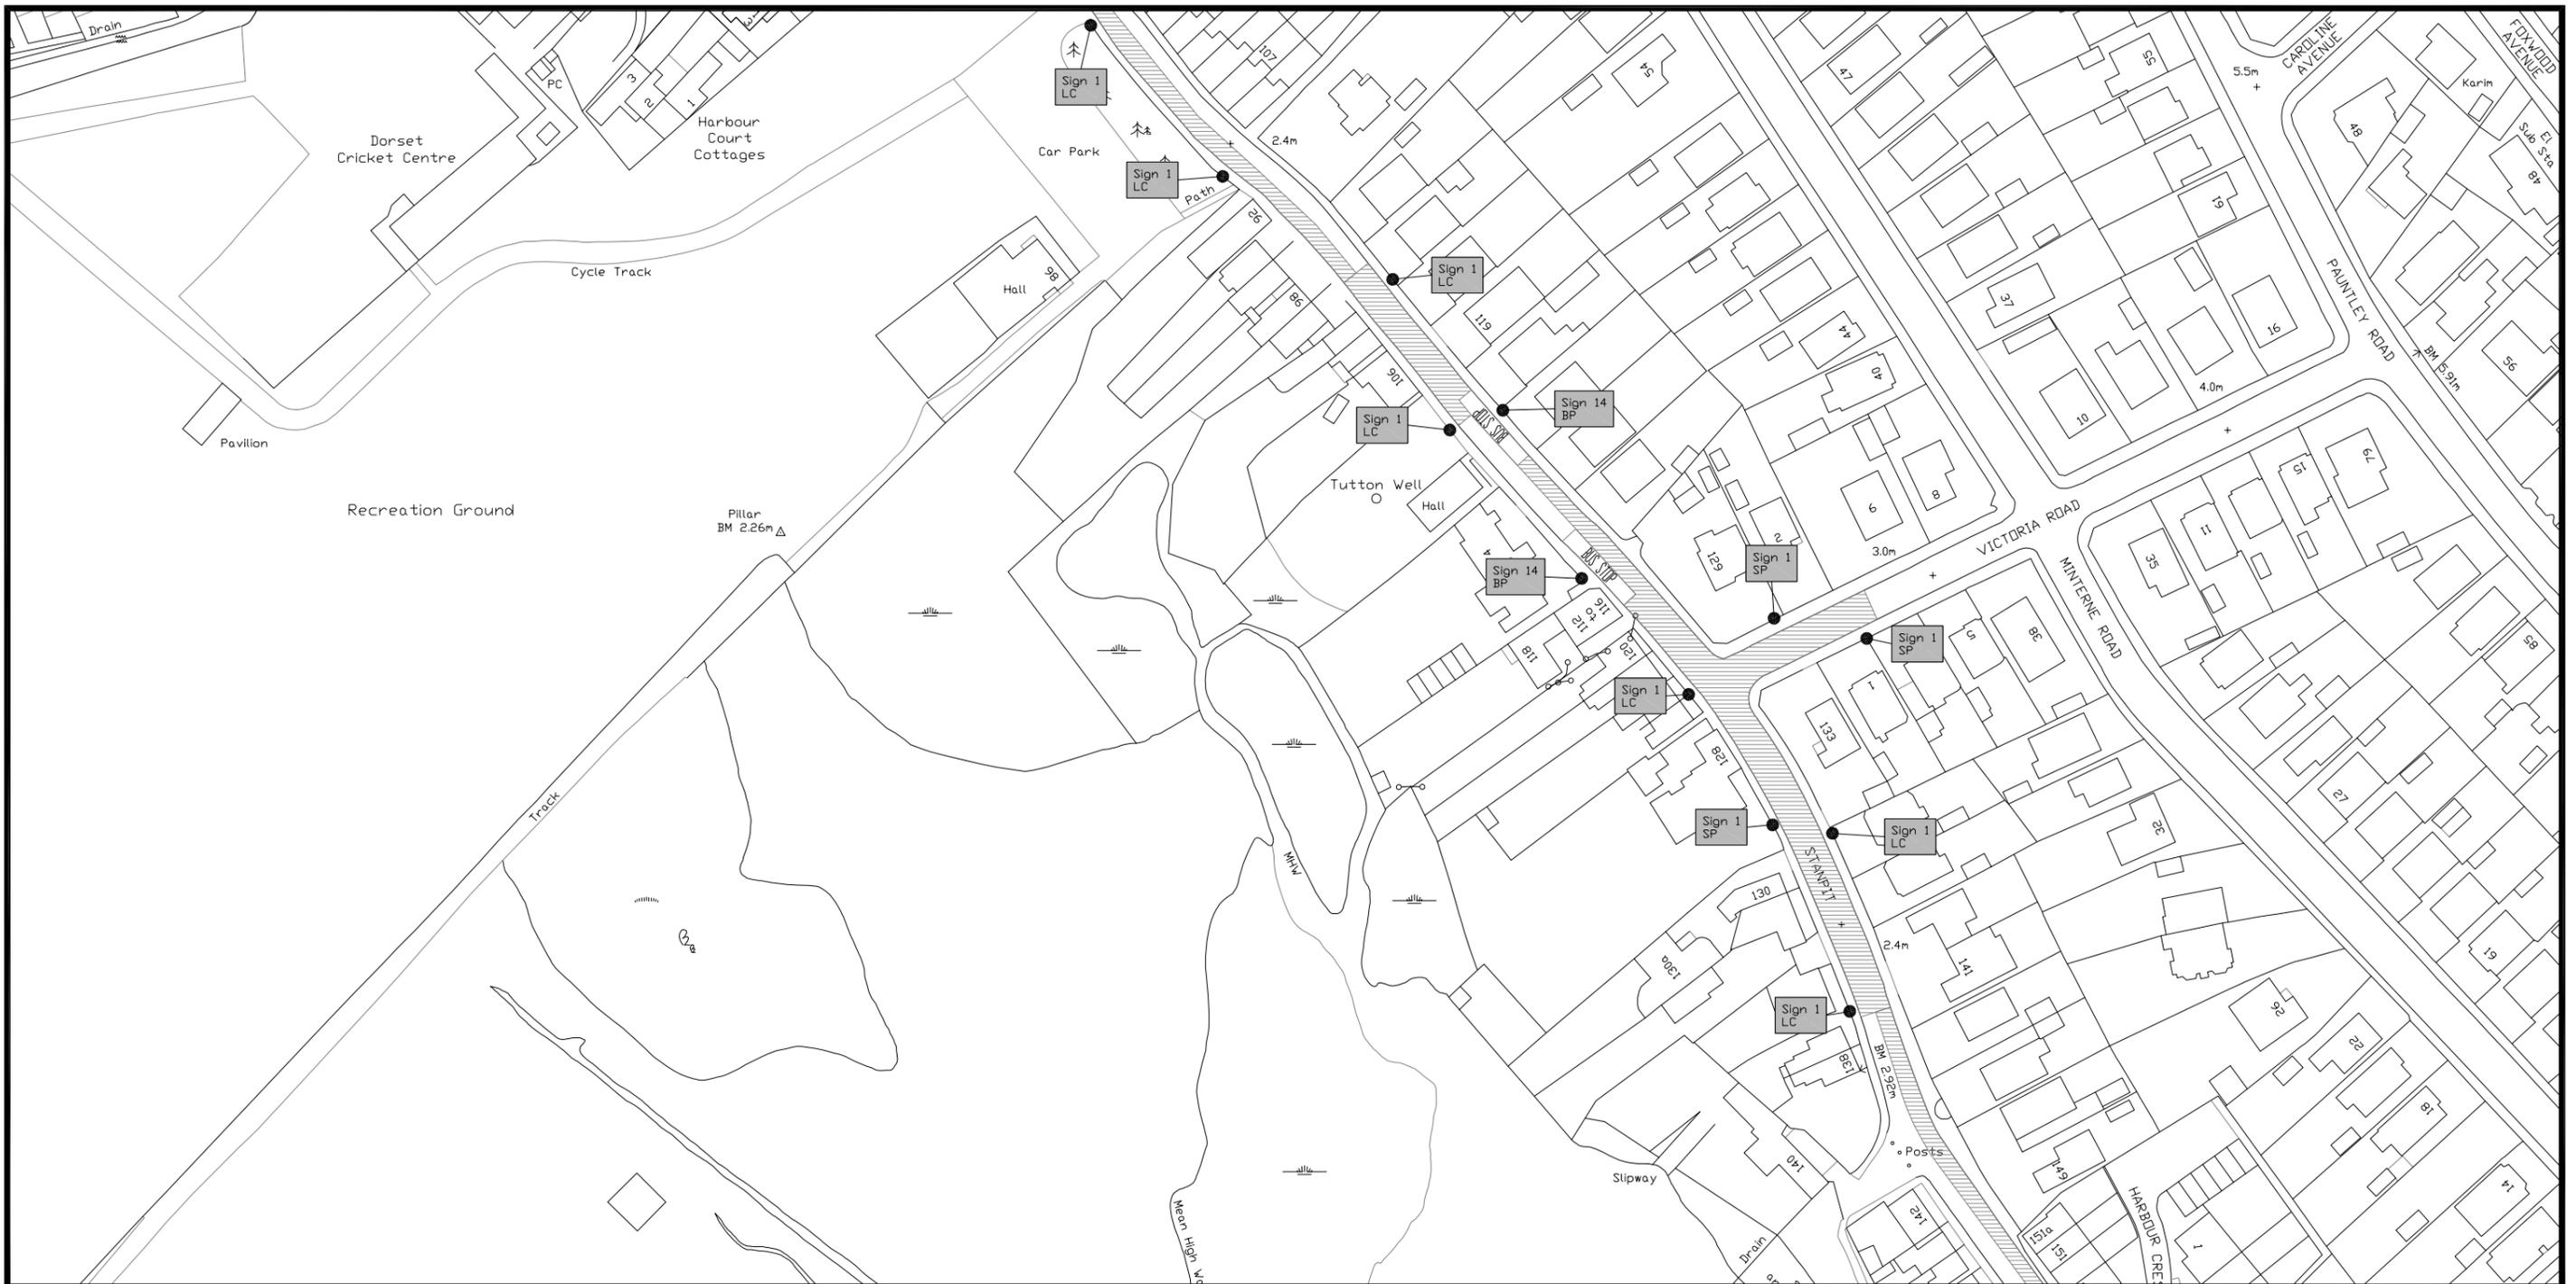 Drain
3
2
1
PC
Dorset
Cricket Centre
Harbour
Court
Cottages
Cycle Track
Pavilion
Recreation Ground
Pillar
BM 2.26m
Track
Car Park
Path
Hall
98
Sign 1
LC
Sign 1
LC
107
2.4m
92
86
106
Sign 1
LC
119
Sign 1
LC
Sign 14
BP
BUS STOP
Tutton Well
Hall
4
Sign 14
BP
BUS STOP
116
to
112
118
120
Sign 1
LC
128
Sign 1
SP
54
47
55
CAROLINE
AVENUE
5.5m
FOXWOOD
AVENUE
Karim
48
El
Sub Sta
48
61
37
16
44
40
10
4.0m
PAUNTLEY ROAD
BM
5.91m
56
6
8
2
129
Sign 1
SP
3.0m
VICTORIA ROAD
MINTERNE ROAD
11
15
79
35
Sign 1
SP
1
5
38
133
85
27
32
19
Sign 1
LC
STANPIT
130
130a
2.4m
141
26
22
18
14
Sign 1
LC
138
BM 2.92m
Posts
140
142
149
151a
151
HARBOUR CRES
1
Slipway
Drain
MHW
Mean High Wa